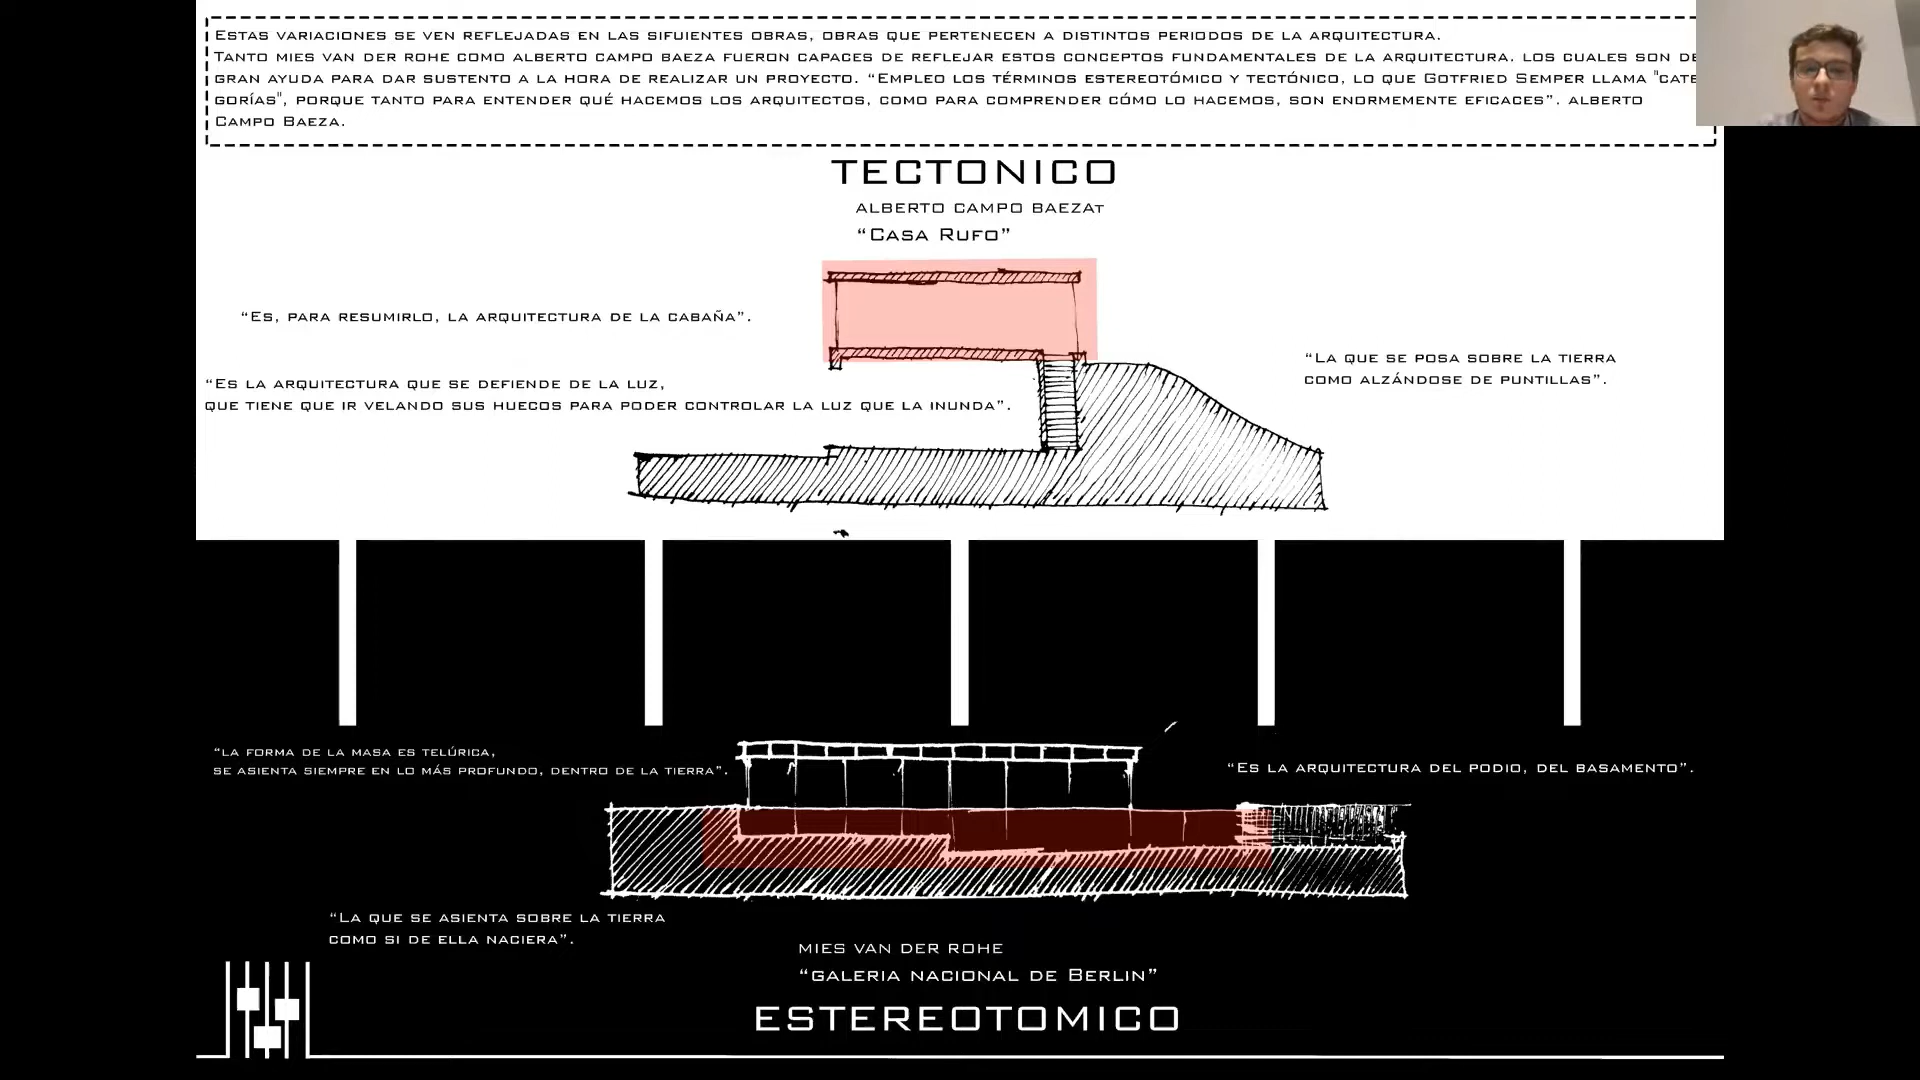 ESTAS VARIACIONES SE VEN REFLEJADAS EN LAS SIFUIENTES OBRAS, OBRAS QUE PERTENECEN A DISTINTOS PERIODOS DE LA ARQUITECTURA.
TANTO MIES VAN DER ROHE COMO ALBERTO CAMPO BAEZA FUERON CAPACES DE REFLEJAR ESTOS CONCEPTOS FUNDAMENTALES DE LA ARQUITECTURA. LOS CUALES SON DE
GRAN AYUDA PARA DAR SUSTENTO A LA HORA DE REALIZAR UN PROYECTO. “EMPLEO LOS TÉRMINOS ESTEREOTÓMICO Y TECTÓNICO, LO QUE GOTFRIED SEMPER LLAMA "CATE
GORÍAS", PORQUE TANTO PARA ENTENDER QUÉ HACEMOS LOS ARQUITECTOS, COMO PARA COMPRENDER CÓMO LO HACEMOS, SON ENORMEMENTE EFICACES”. ALBERTO
CAMPO BAEZA.
TECTONICO
ALBERTO CAMPO BAEZAT
“CASA RUFO”
“ES, PARA RESUMIRLO, LA ARQUITECTURA DE LA CABAÑA”.
“LA QUE SE POSA SOBRE LA TIERRA
COMO ALZÁNDOSE DE PUNTILLAS”.
“ES LA ARQUITECTURA QUE SE DEFIENDE DE LA LUZ,
QUE TIENE QUE IR VELANDO SUS HUECOS PARA PODER CONTROLAR LA LUZ QUE LA INUNDA”.
“LA FORMA DE LA MASA ES TELÚRICA,
SE ASIENTA SIEMPRE EN LO MÁS PROFUNDO, DENTRO DE LA TIERRA”.
“ES LA ARQUITECTURA DEL PODIO, DEL BASAMENTO”.
“LA QUE SE ASIENTA SOBRE LA TIERRA
COMO SI DE ELLA NACIERA”.
MIES VAN DER ROHE
“GALERIA NACIONAL DE BERLIN”
ESTEREOTOMICO